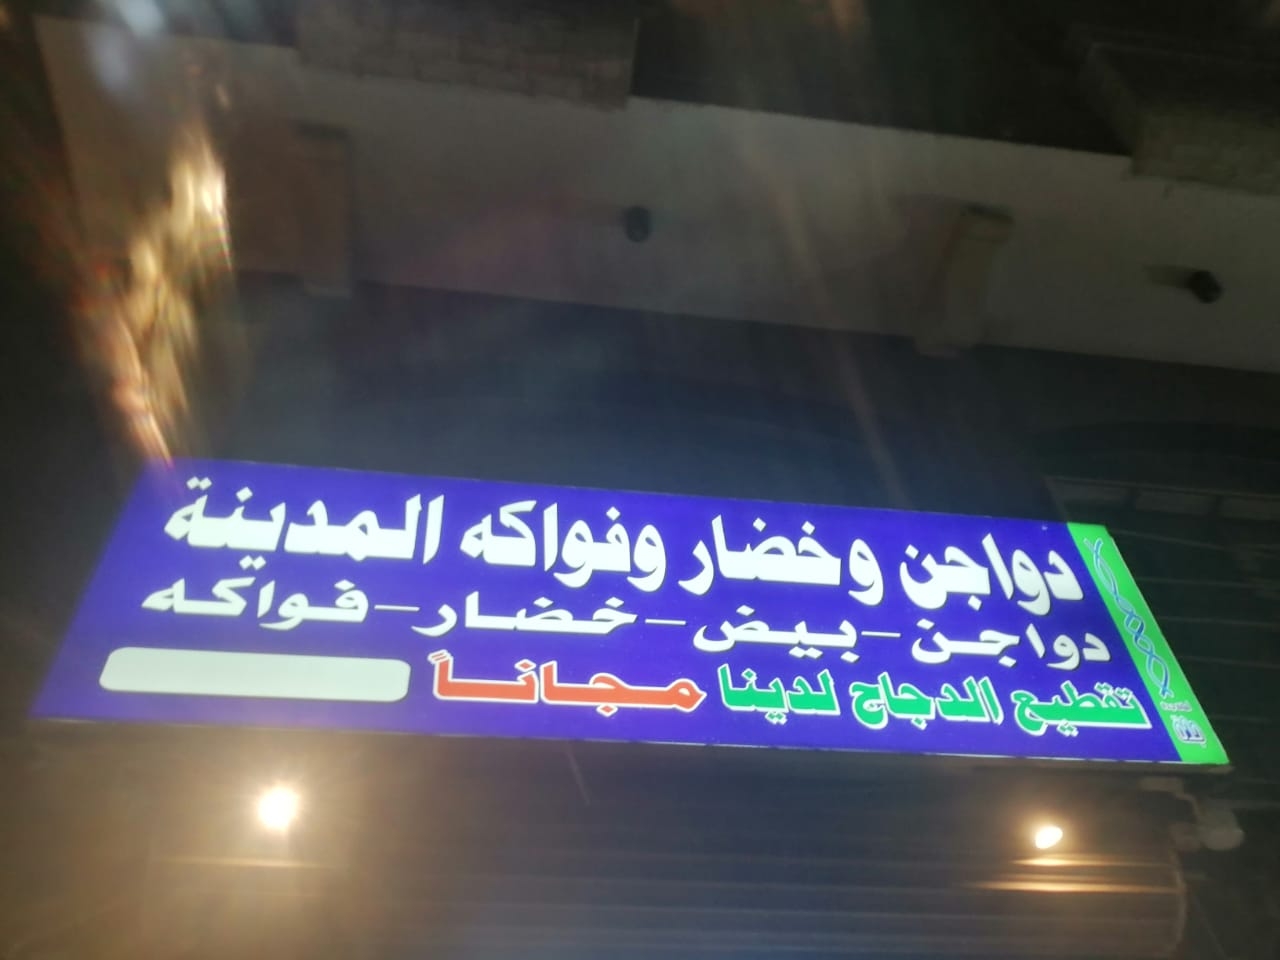 دواجن وخضار وفواكه المدينة
دواجن - بيض - خضار - فواكه
تقطيع الدجاج لدينا مجاناً